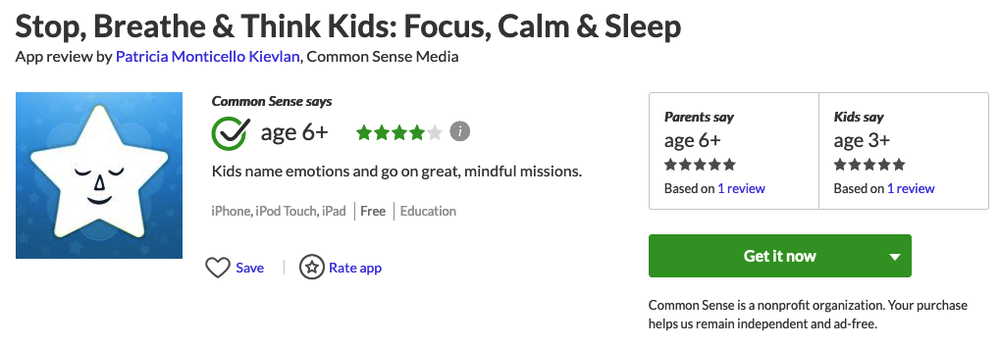 Stop, Breathe & Think Kids: Focus, Calm & Sleep
App review by Patricia Monticello Kievlan, Common Sense Media
Common Sense says
age 6+
Kids name emotions and go on great, mindful missions.
iPhone, iPod Touch, iPad | Free | Education
Save
Rate app
Parents say
age 6+
Based on 1 review
Kids say
age 3+
Based on 1 review
Get it now
Common Sense is a nonprofit organization. Your purchase
helps us remain independent and ad-free.